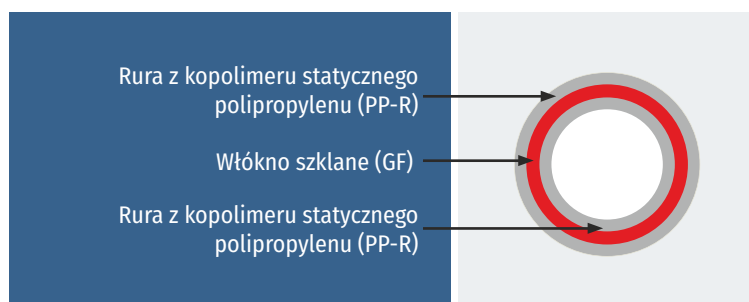 Rura z kopolimeru statycznego
polipropylenu (PP-R)
Włókno szklane (GF)
Rura z kopolimeru statycznego
polipropylenu (PP-R)